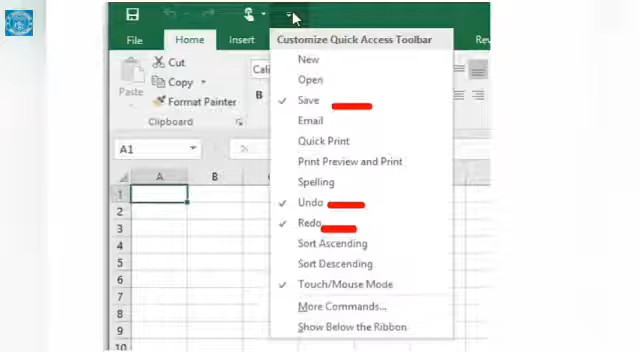 File Home Insert Rev
Customize Quick Access Toolbar
New
Open
Save
Email
Quick Print
Print Preview and Print
Spelling
Undo
Redo
Sort Ascending
Sort Descending
Touch/Mouse Mode
More Commands...
Show Below the Ribbon
Cut
Copy
Format Painter
Paste
Clipboard
Cali
B
A1
A B
1
2
3
4
5
6
7
8
9
10